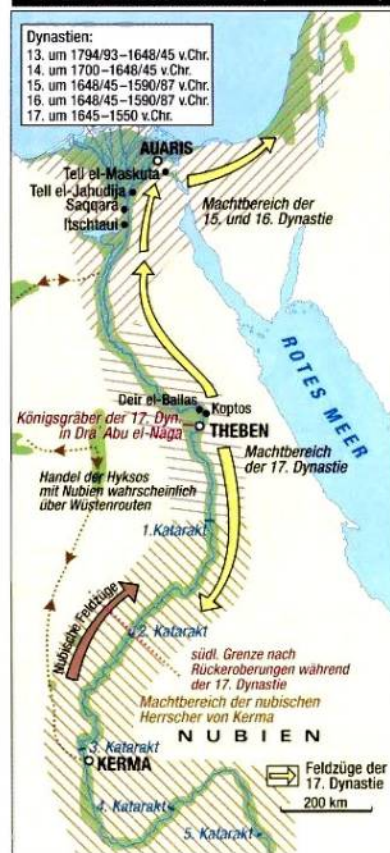 Dynastien:
13. um 1794/93–1648/45 v.Chr.
14. um 1700–1648/45 v.Chr.
15. 1648/45–1590/87 v.Chr.
16. 1648/45–1590/87 v.Chr.
17. um 1645–1550 v.Chr.
AUARIS
Tell el-Maskuta
Tell el-Jahudija
Saqqara
Itschtaui
Machtbereich der
15. und 16. Dynastie
ROTES MEER
Deir el-Ballas
Koptos
Königsgräber der 17. Dyn.
in Dra' Abu el-Naga
THEBEN
Machtbereich
der 17. Dynastie
Handel der Hyksos
mit Nubien wahrscheinlich
über Wüstenrouten
1. Katarakt
Nubische Feldzüge
2. Katarakt
südl. Grenze nach
Rückeroberungen während
der 17. Dynastie
Machtbereich der nubischen
Herrscher von Kerma
NUBIEN
3. Katarakt
KERMA
Feldzüge der
17. Dynastie
4. Katarakt
200 km
5. Katarakt